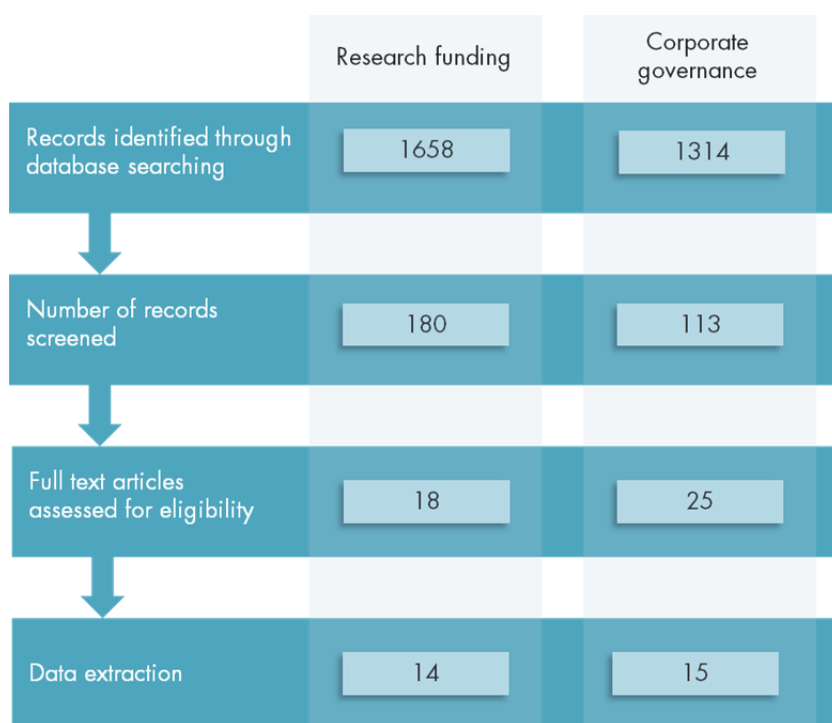 Research funding
Corporate
governance
Records identified through
database searching
1658
1314
Number of records
screened
180
113
Full text articles
assessed for eligibility
18
25
Data extraction
14
15